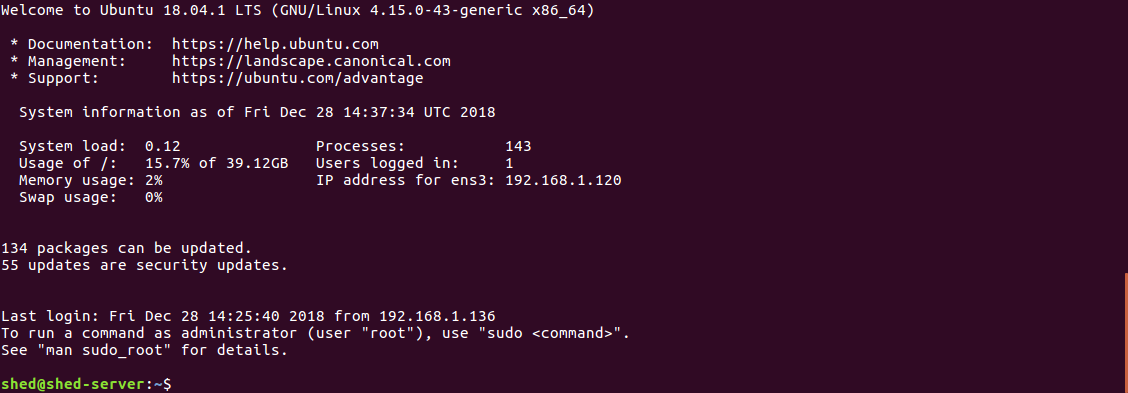 Welcome to Ubuntu 18.04.1 LTS (GNU/Linux 4.15.0-43-generic x86_64)
* Documentation:  https://help.ubuntu.com
* Management:     https://landscape.canonical.com
* Support:        https://ubuntu.com/advantage
System information as of Fri Dec 28 14:37:34 UTC 2018
System load:  0.12               Processes:           143
Usage of /:   15.7% of 39.12GB   Users logged in:     1
Memory usage: 2%                 IP address for ens3: 192.168.1.120
Swap usage:   0%
134 packages can be updated.
55 updates are security updates.
Last login: Fri Dec 28 14:25:40 2018 from 192.168.1.136
To run a command as administrator (user "root"), use "sudo <command>".
See "man sudo_root" for details.
shed@shed-server:~$